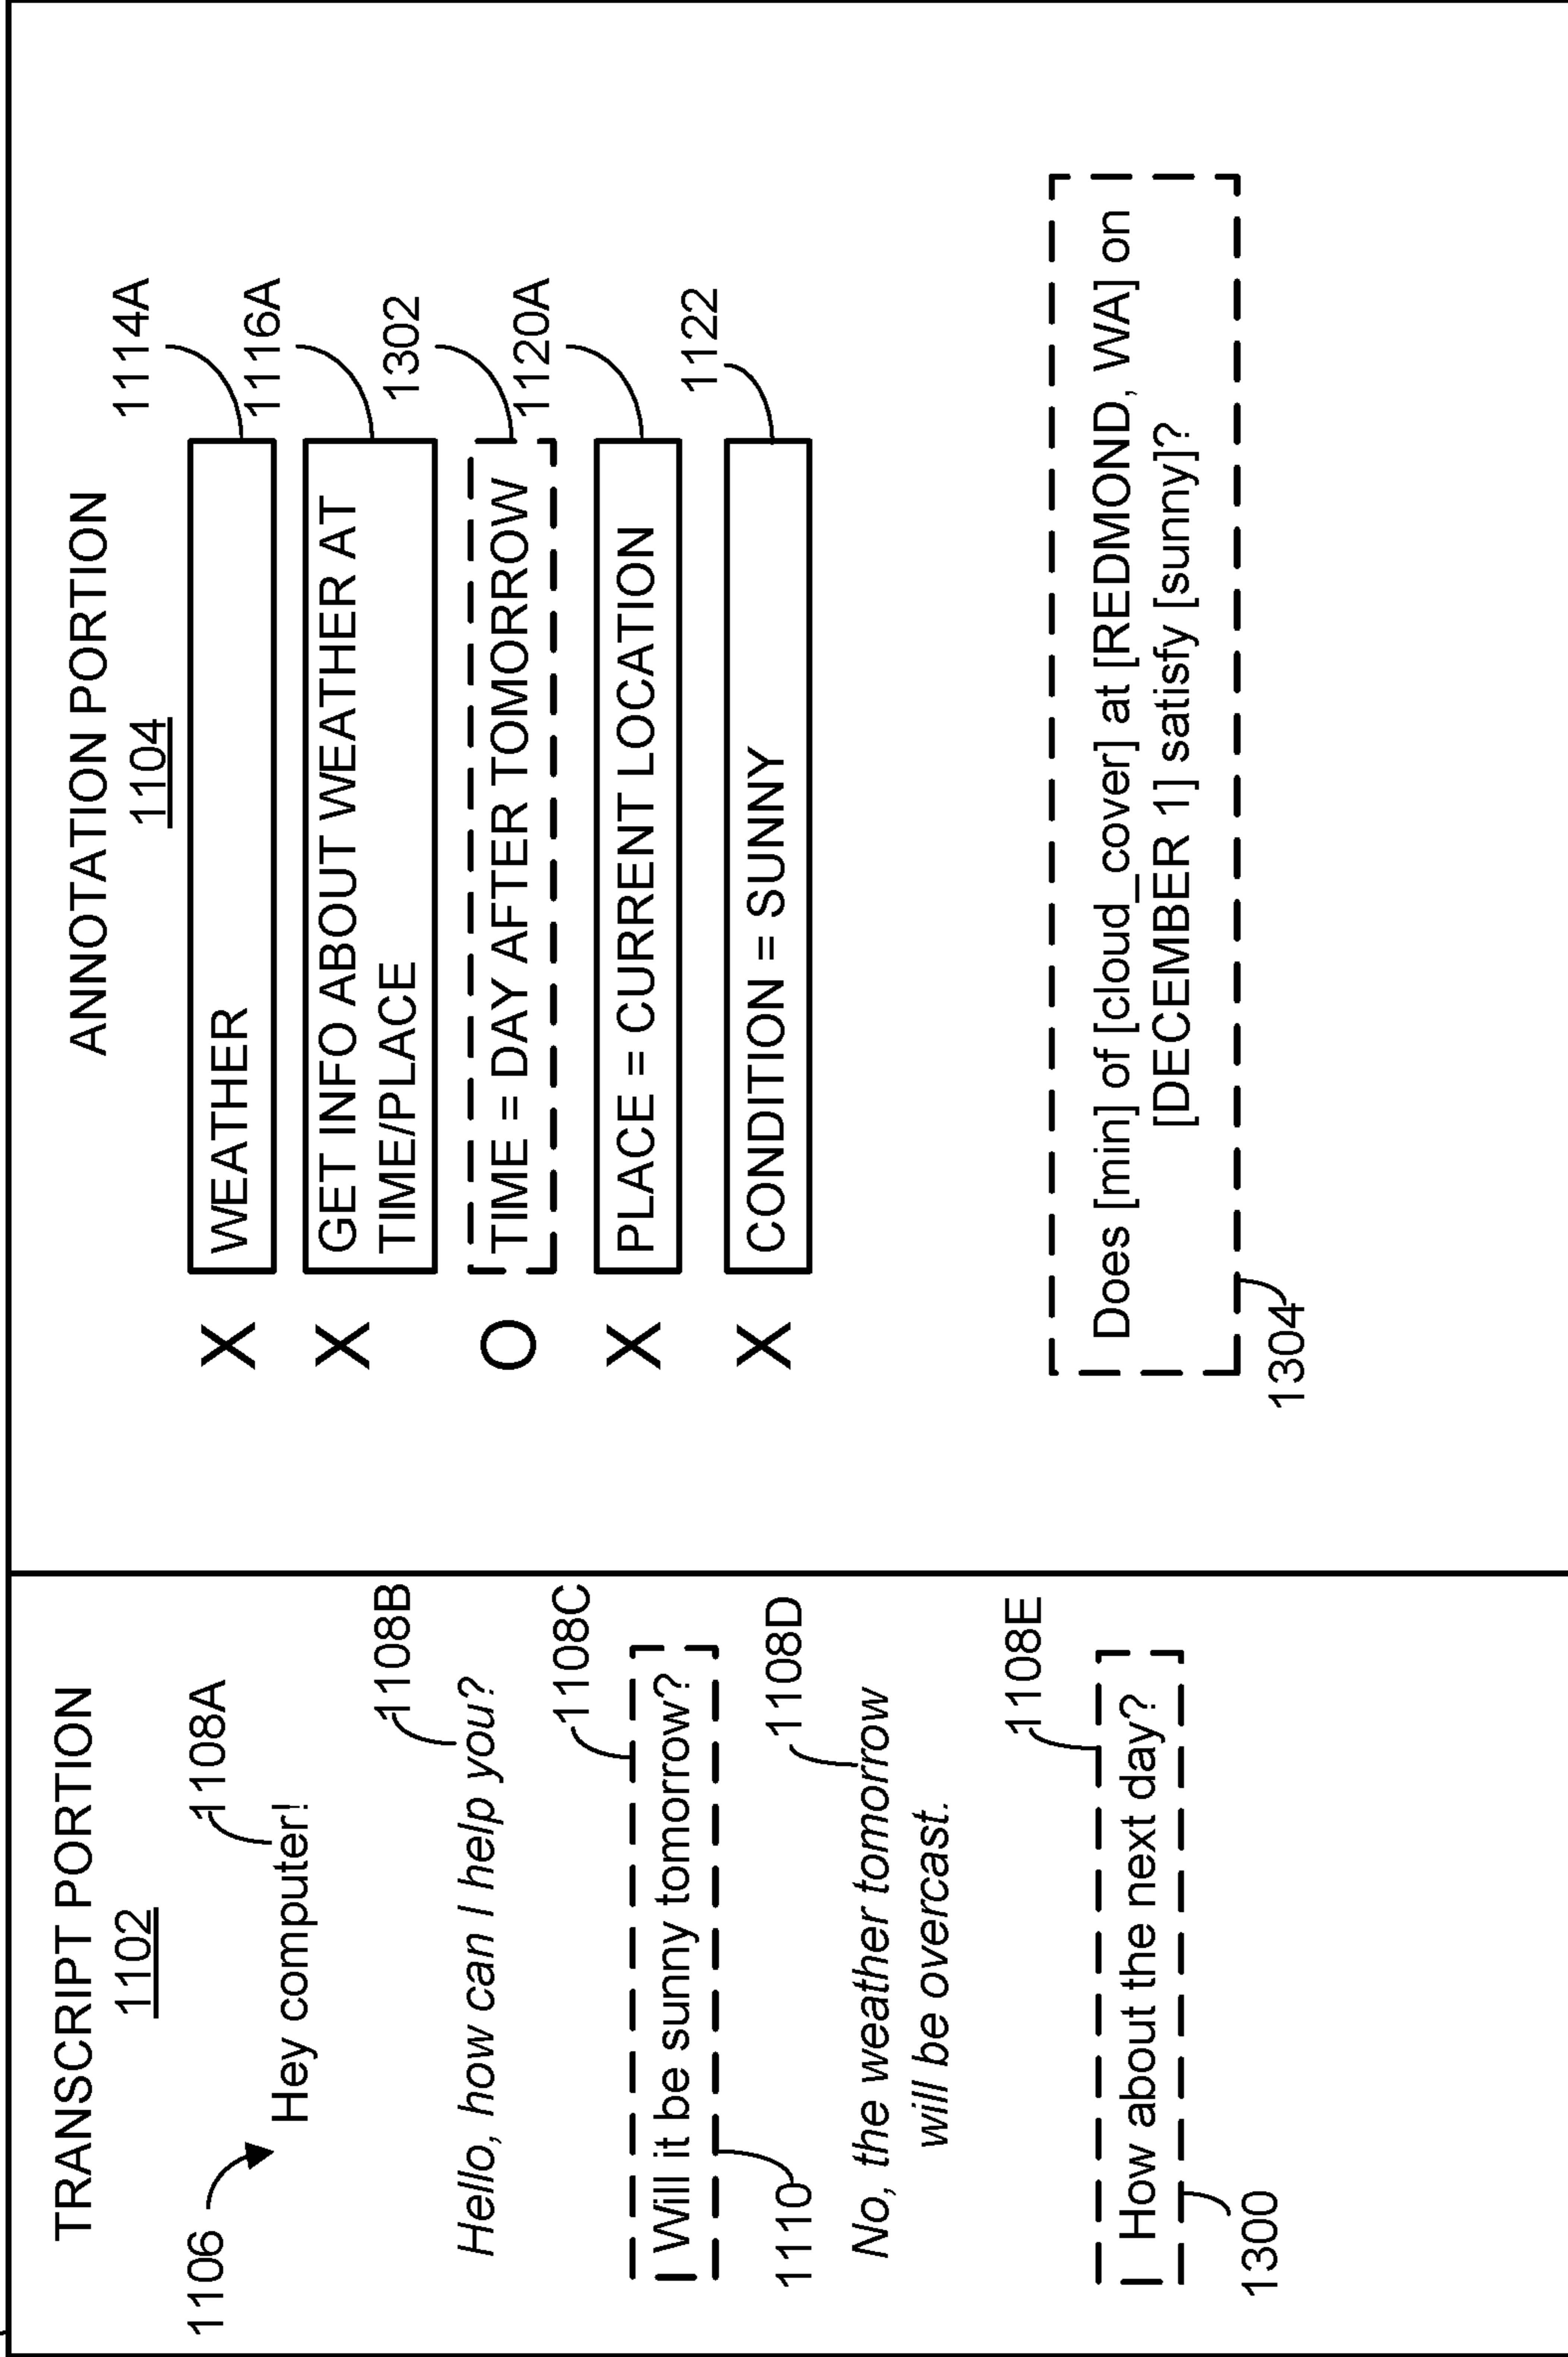 TRANSCRIPT PORTION
1102
1106
1108A
Hey computer!
1108B
Hello, how can I help you?
1108C
Will it be sunny tomorrow?
1110
1108D
No, the weather tomorrow
will be overcast.
1108E
How about the next day?
1300
ANNOTATION PORTION
1104
1114A
X WEATHER
1116A
X GET INFO ABOUT WEATHER AT
TIME/PLACE
1302
O TIME = DAY AFTER TOMORROW
1120A
X PLACE = CURRENT LOCATION
1122
X CONDITION = SUNNY
Does [min] of [cloud_cover] at [REDMOND, WA] on
[DECEMBER 1] satisfy [sunny]?
1304